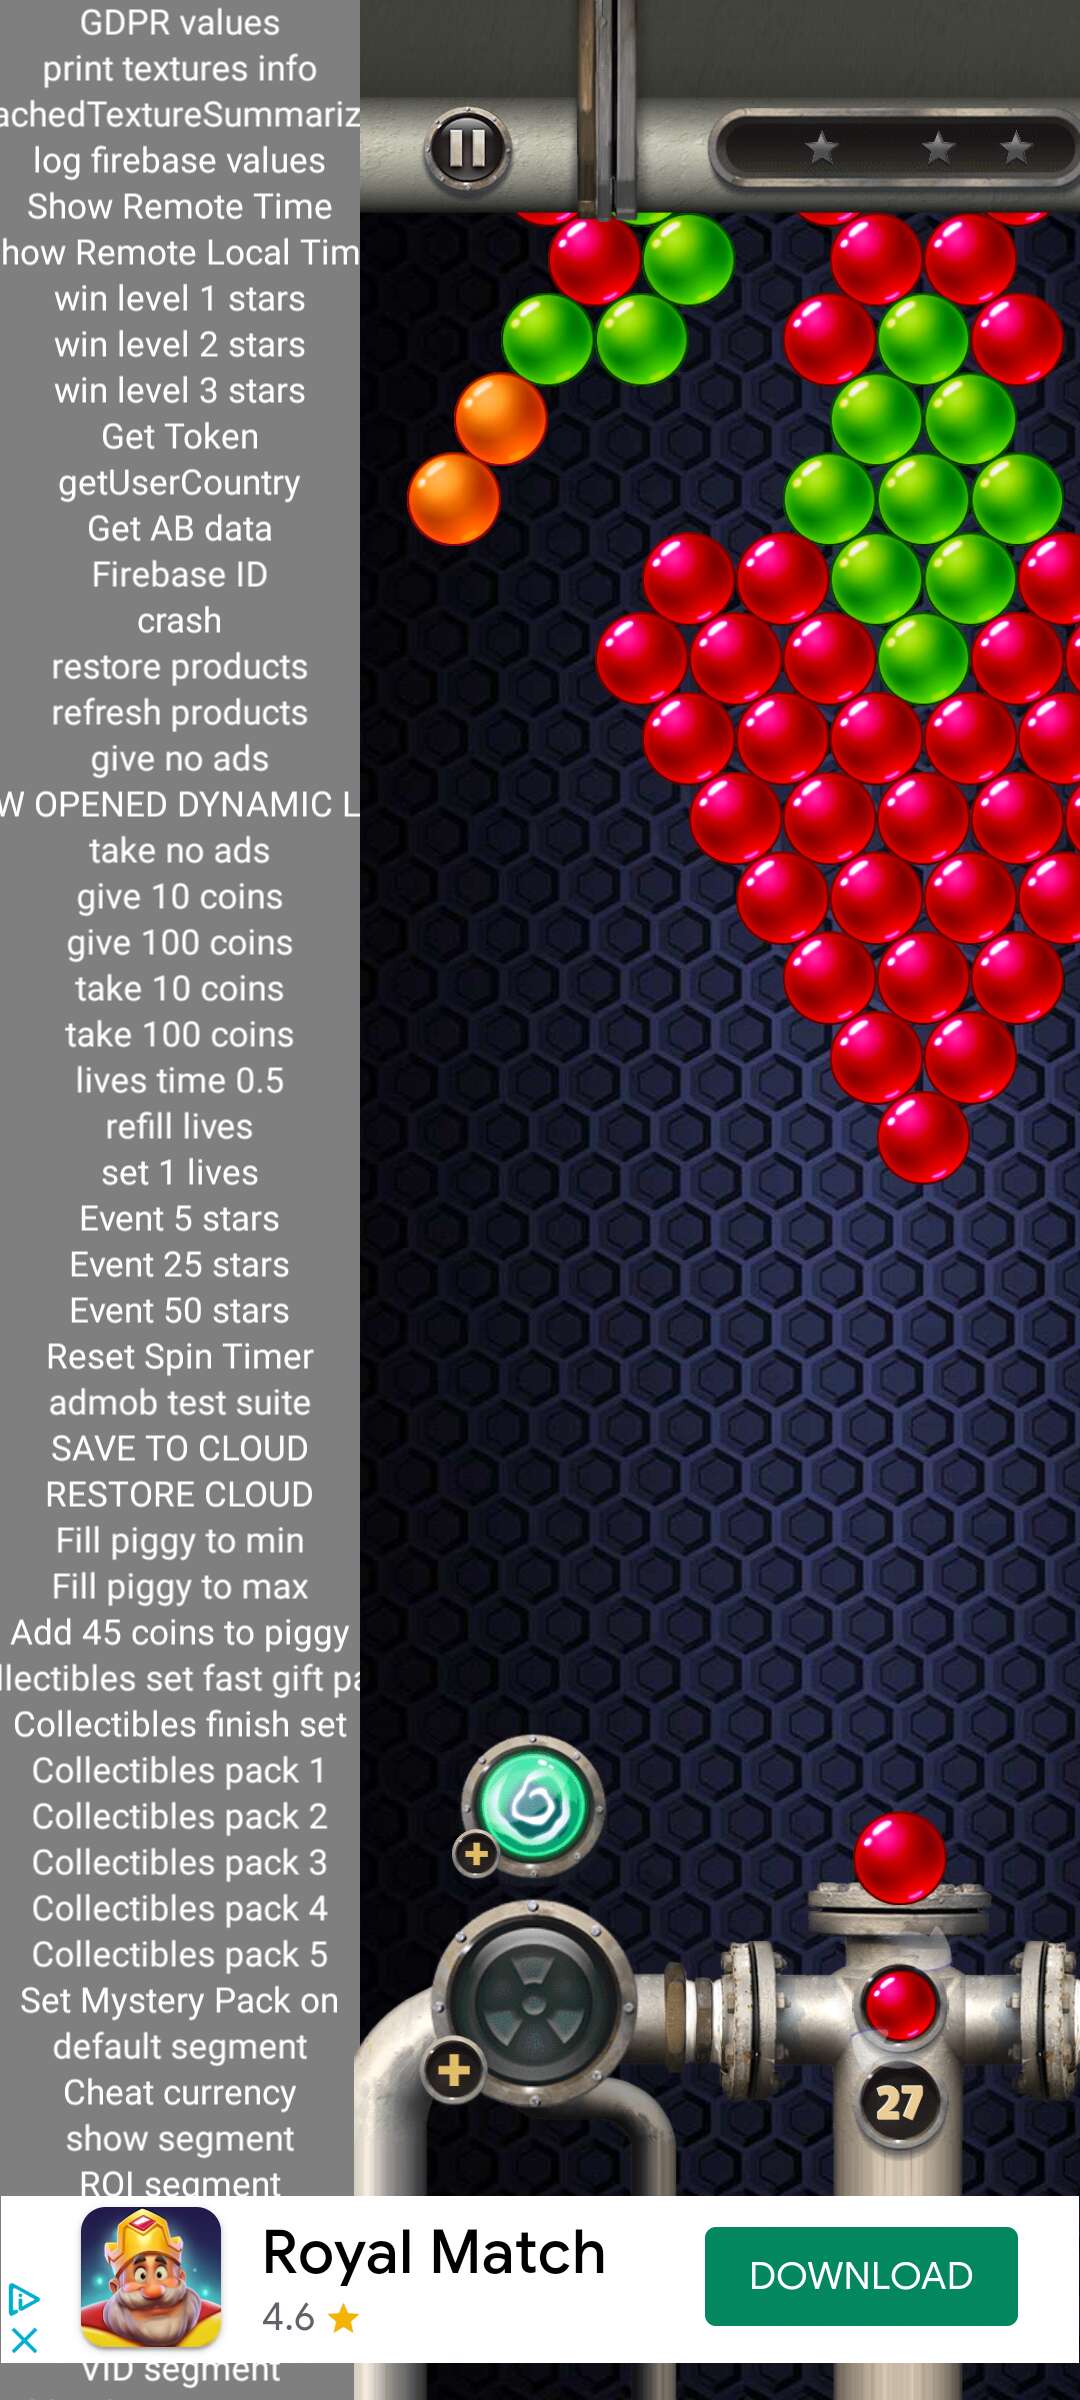 GDPR values
print textures info
achedTextureSummariz
log firebase values
Show Remote Time
how Remote Local Tim
win level 1 stars
win level 2 stars
win level 3 stars
Get Token
getUserCountry
Get AB data
Firebase ID
crash
restore products
refresh products
give no ads
W OPENED DYNAMIC L
take no ads
give 10 coins
give 100 coins
take 10 coins
take 100 coins
lives time 0.5
refill lives
set 1 lives
Event 5 stars
Event 25 stars
Event 50 stars
Reset Spin Timer
admob test suite
SAVE TO CLOUD
RESTORE CLOUD
Fill piggy to min
Fill piggy to max
Add 45 coins to piggy
llectibles set fast gift pa
Collectibles finish set
Collectibles pack 1
Collectibles pack 2
Collectibles pack 3
Collectibles pack 4
Collectibles pack 5
Set Mystery Pack on
default segment
Cheat currency
show segment
ROI segment
27
Royal Match
4.6
DOWNLOAD
VID segment